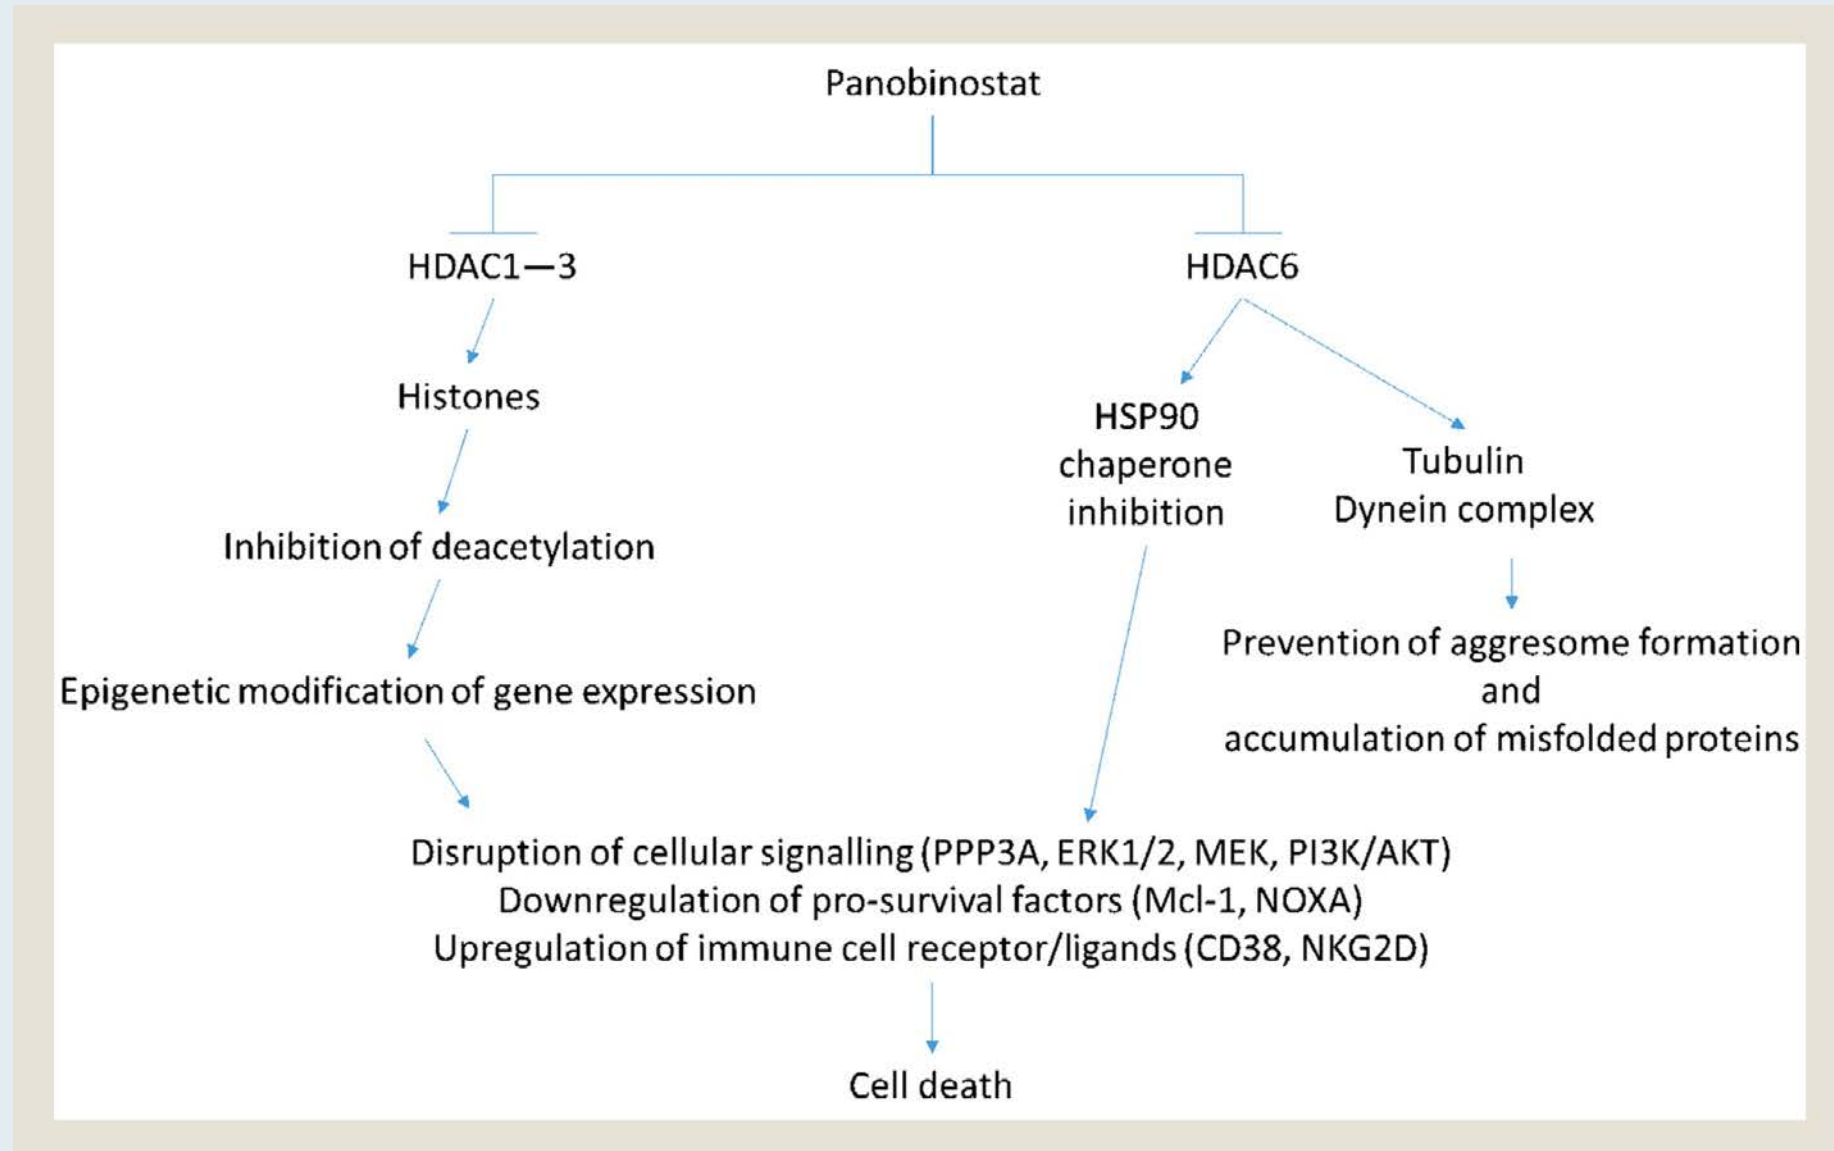 Panobinostat
HDAC1—3
HDAC6
Histones
HSP90
chaperone
inhibition
Tubulin
Dynein complex
Inhibition of deacetylation
Prevention of aggresome formation
and
accumulation of misfolded proteins
Epigenetic modification of gene expression
Disruption of cellular signalling (PPP3A, ERK1/2, MEK, PI3K/AKT)
Downregulation of pro-survival factors (Mcl-1, NOXA)
Upregulation of immune cell receptor/ligands (CD38, NKG2D)
Cell death